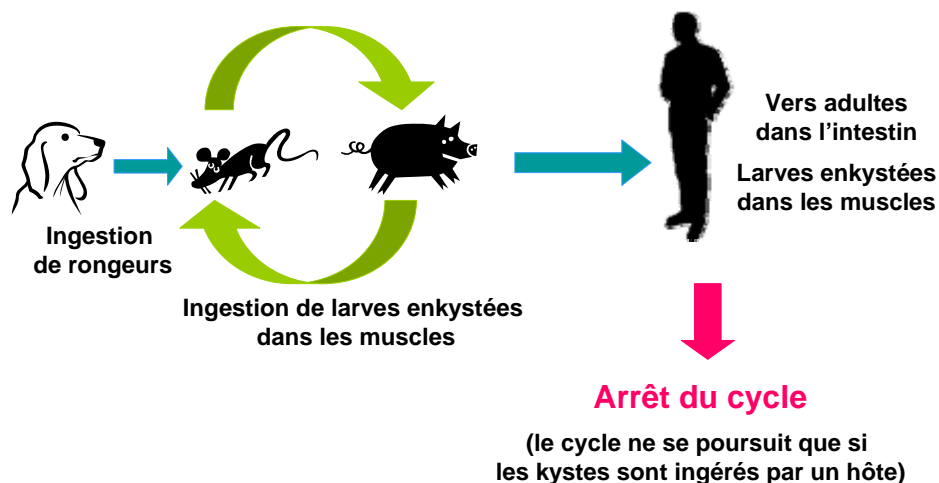 Vers adultes
dans l'intestin
Larves enkystées
dans les muscles
Ingestion
de rongeurs
Ingestion de larves enkystées
dans les muscles
Arrêt du cycle
(le cycle ne se poursuit que si
les kystes sont ingérés par un hôte)